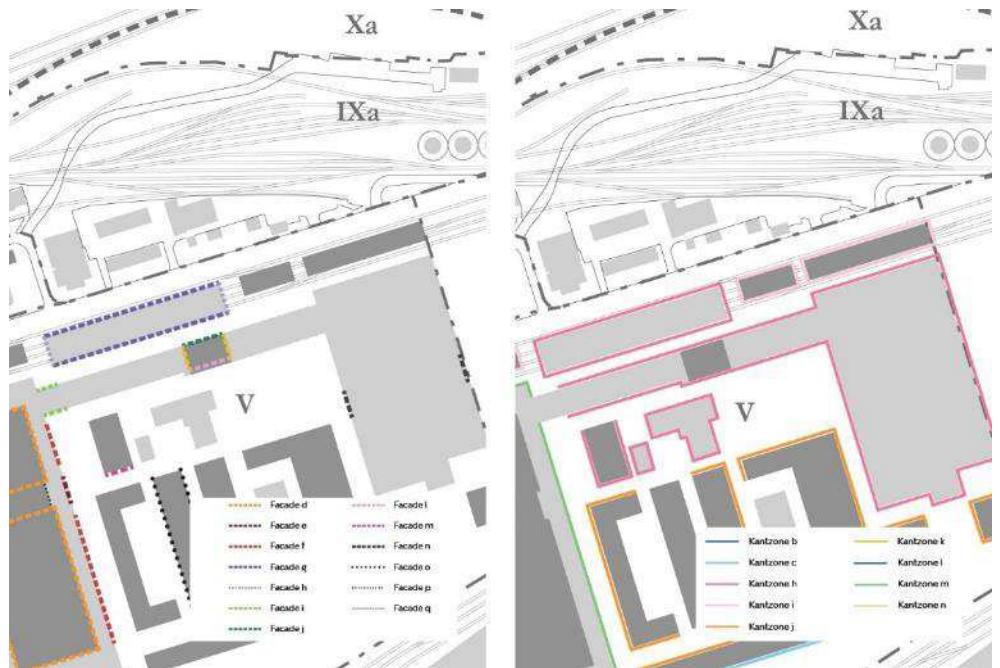 Xa
IXa
V
Facade d
Facade e
Facade f
Facade g
Facade h
Facade i
Facade j
Facade l
Facade m
Facade n
Facade o
Facade p
Facade q
Xa
IXa
V
Kantzone b
Kantzone c
Kantzone h
Kantzone i
Kantzone j
Kantzone k
Kantzone l
Kantzone m
Kantzone n